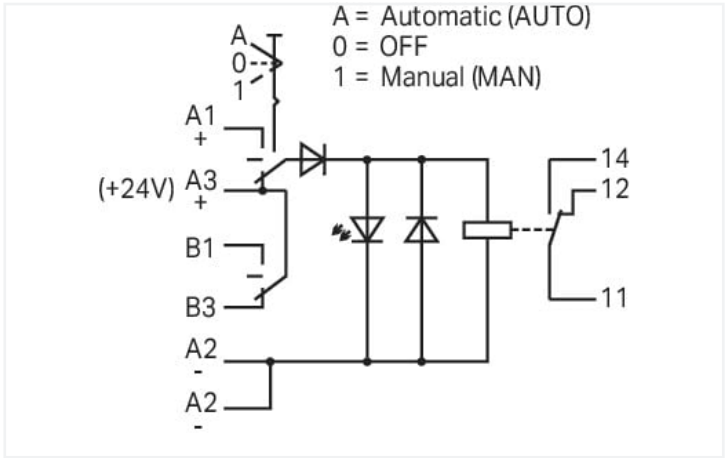 A = Automatic (AUTO)
0 = OFF
1 = Manual (MAN)
A
0
1
A1
+
(+24V) A3
+
B1
B3
A2
-
A2
-
14
12
11